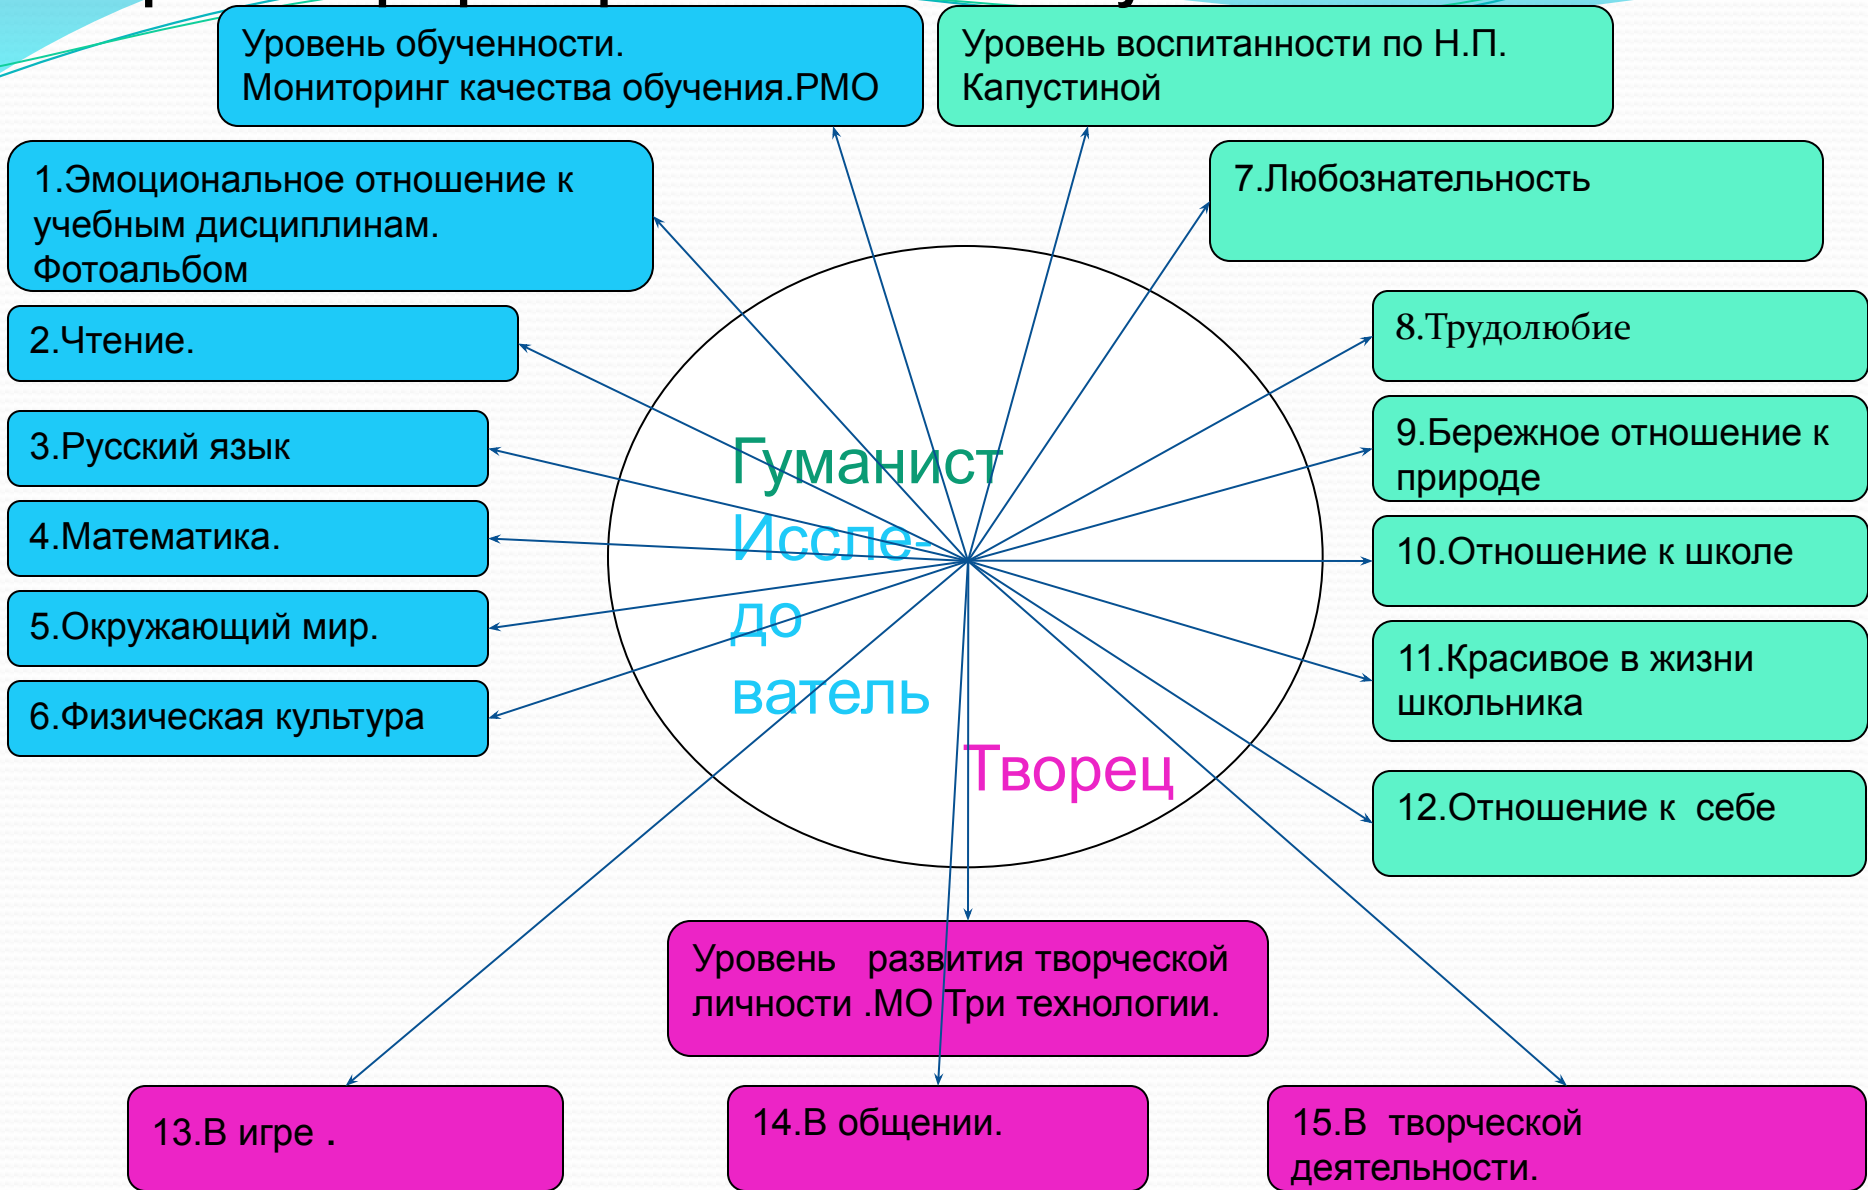 Уровень обученности.
Мониторинг качества обучения.РМО
Уровень воспитанности по Н.П.
Капустиной
1.Эмоциональное отношение к
учебным дисциплинам.
Фотоальбом
7.Любознательность
2.Чтение.
8.Трудолюбие
3.Русский язык
9.Бережное отношение к
природе
4.Математика.
10.Отношение к школе
5.Окружающий мир.
11.Красивое в жизни
школьника
6.Физическая культура
12.Отношение к себе
Гуманист
Иссле-
до
ватель
Творец
Уровень развития творческой
личности .МО Три технологии.
13.В игре .
14.В общении.
15.В творческой
деятельности.